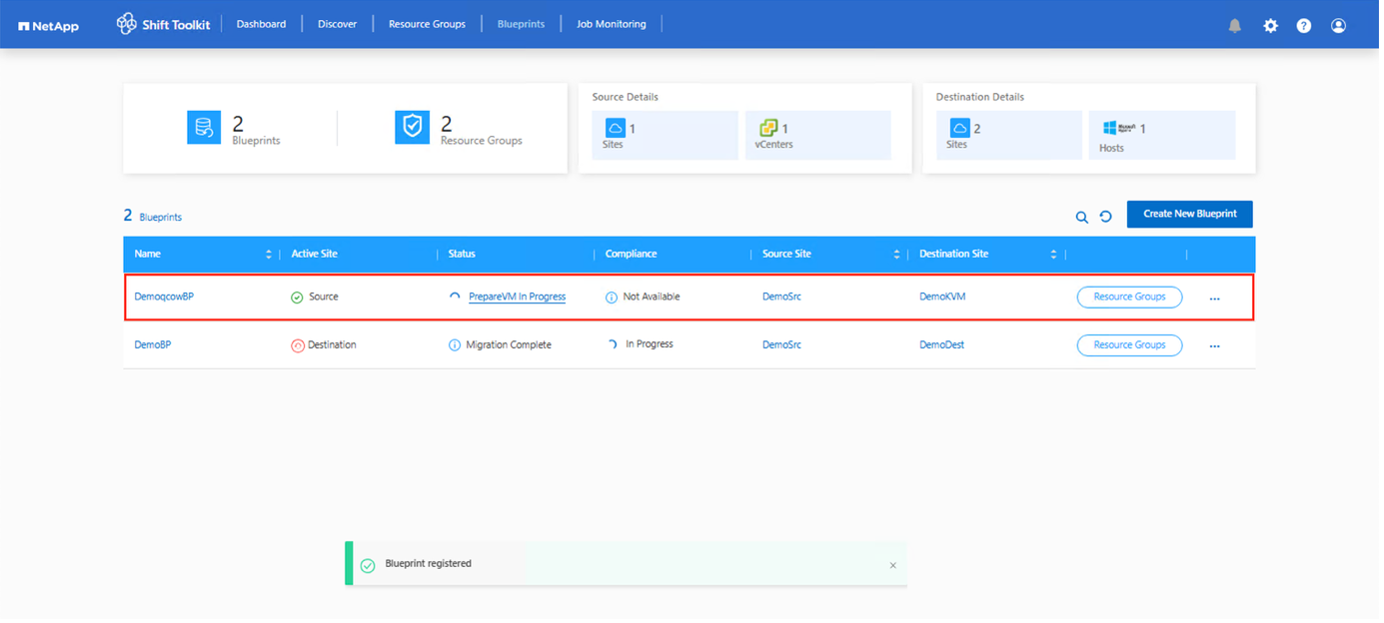 NetApp Shift Toolkit Dashboard Discover Resource Groups Blueprints Job Monitoring ?
Source Details Destination Details
2 Blueprints 2 Resource Groups 1 Sites 1 vCenters 2 Sites Microsoft 1 Hosts
2 Blueprints Create New Blueprint
Name Active Site Status Compliance Source Site Destination Site
DemoqcowBP Source PrepareVM In Progress Not Available DemoSrc DemoKVM Resource Groups ...
DemoBP Destination Migration Complete In Progress DemoSrc DemoDest Resource Groups ...
Blueprint registered ×